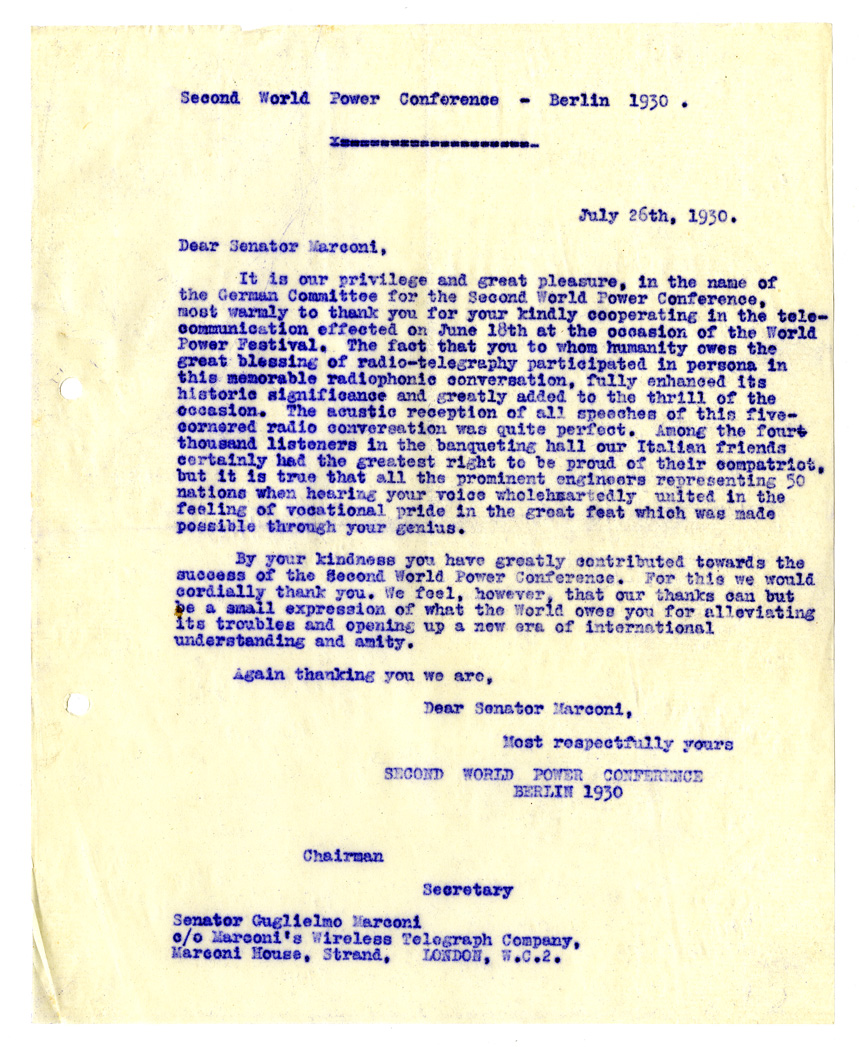 Second World Power Conference - Berlin 1930 .
July 26th, 1930.
Dear Senator Marconi,
It is our privilege and great pleasure, in the name of
the German Committee for the Second World Power Conference,
most warmly to thank you for your kindly cooperating in the tele-
communication effected on June 18th at the occasion of the World
Power Festival. The fact that you to whom humanity owes the
great blessing of radio-telegraphy participated in persona in
this memorable radiophonic conversation, fully enhanced its
historic significance and greatly added to the thrill of the
occasion. The acustic reception of all speeches of this five-
cornered radio conversation was quite perfect. Among the fourt
thousand listeners in the banqueting hall our Italian friends
certainly had the greatest right to be proud of their compatriot,
but it is true that all the prominent engineers representing 50
nations when hearing your voice wholeheartedly united in the
feeling of vocational pride in the great feat which was made
possible through your genius.
By your kindness you have greatly contributed towards the
success of the Second World Power Conference. For this we would
cordially thank you. We feel, however, that our thanks can but
be a small expression of what the World owes you for alleviating
its troubles and opening up a new era of international
understanding and amity.
Again thanking you we are,
Dear Senator Marconi,
Most respectfully yours
SECOND WORLD POWER CONFERENCE
BERLIN 1930
Chairman
Secretary
Senator Guglielmo Marconi
c/o Marconi's Wireless Telegraph Company,
Marconi House, Strand, LONDON, W.C.2.